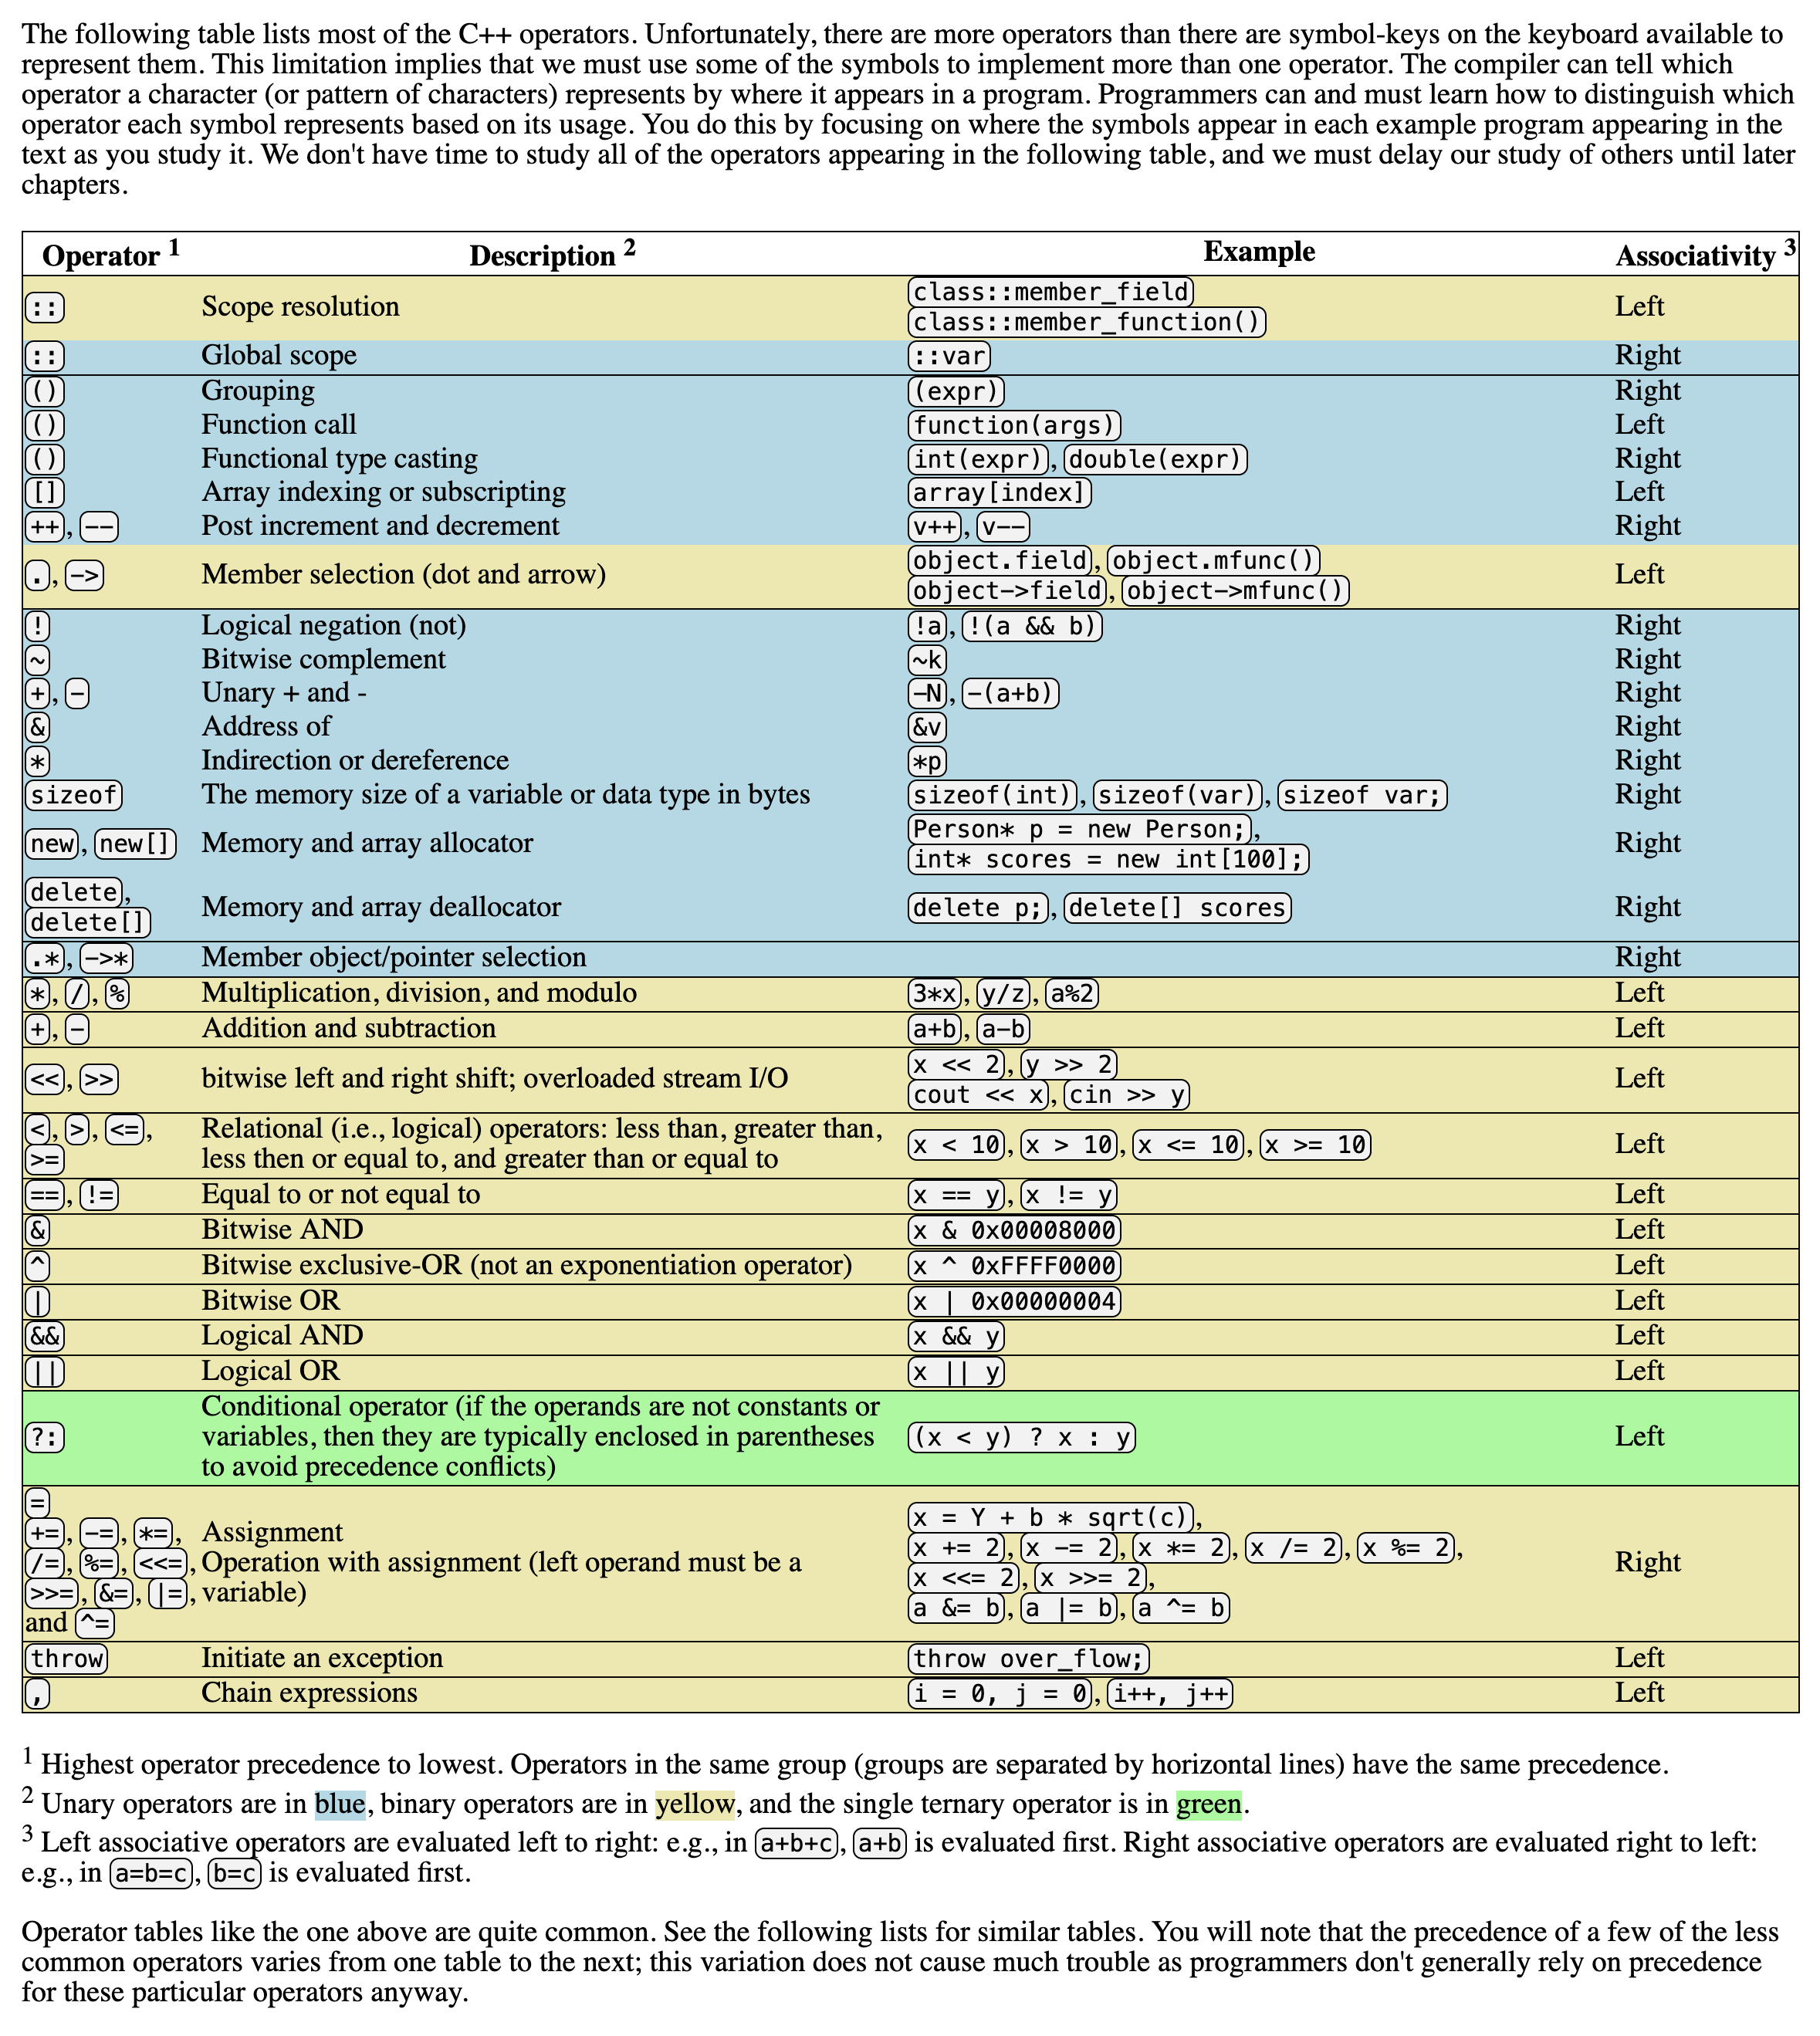 The following table lists most of the C++ operators. Unfortunately, there are more operators than there are symbol-keys on the keyboard available to
represent them. This limitation implies that we must use some of the symbols to implement more than one operator. The compiler can tell which
operator a character (or pattern of characters) represents by where it appears in a program. Programmers can and must learn how to distinguish which
operator each symbol represents based on its usage. You do this by focusing on where the symbols appear in each example program appearing in the
text as you study it. We don't have time to study all of the operators appearing in the following table, and we must delay our study of others until later
chapters.
Operator 1 Description 2 Example Associativity 3
:: Scope resolution class::member_field
class::member_function() Left
:: Global scope ::var Right
() Grouping (expr) Right
() Function call function(args) Left
() Functional type casting int(expr), double(expr) Right
[] Array indexing or subscripting array[index] Left
++, -- Post increment and decrement v++, v-- Right
., -> Member selection (dot and arrow) object.field, object.mfunc()
object->field, object->mfunc() Left
! Logical negation (not) !a, !(a && b) Right
~ Bitwise complement ~k Right
+, - Unary + and - -N, -(a+b) Right
& Address of &v Right
* Indirection or dereference *p Right
sizeof The memory size of a variable or data type in bytes sizeof(int), sizeof(var), sizeof var; Right
new, new[] Memory and array allocator Person* p = new Person;,
int* scores = new int[100]; Right
delete,
delete[] Memory and array deallocator delete p;, delete[] scores Right
.*, ->* Member object/pointer selection Right
*, /, % Multiplication, division, and modulo 3*x, y/z, a%2 Left
+, - Addition and subtraction a+b, a-b Left
<<, >> bitwise left and right shift; overloaded stream I/O x << 2, y >> 2
cout << x, cin >> y Left
<, >, <=,
>= Relational (i.e., logical) operators: less than, greater than,
less then or equal to, and greater than or equal to x < 10, x > 10, x <= 10, x >= 10 Left
==, != Equal to or not equal to x == y, x != y Left
& Bitwise AND x & 0x00008000 Left
^ Bitwise exclusive-OR (not an exponentiation operator) x ^ 0xFFFF0000 Left
| Bitwise OR x | 0x00000004 Left
&& Logical AND x && y Left
|| Logical OR x || y Left
?: Conditional operator (if the operands are not constants or
variables, then they are typically enclosed in parentheses
to avoid precedence conflicts) (x < y) ? x : y Left
=
+=, -=, *=,
/=, %=, <<=,
>>=, &=, |=,
and ^=
Assignment
Operation with assignment (left operand must be a
variable)
x = Y + b * sqrt(c),
x += 2, x -= 2, x *= 2, x /= 2, x %= 2,
x <<= 2, x >>= 2,
a &= b, a |= b, a ^= b
Right
throw Initiate an exception throw over_flow; Left
, Chain expressions i = 0, j = 0, i++, j++ Left
1 Highest operator precedence to lowest. Operators in the same group (groups are separated by horizontal lines) have the same precedence.
2 Unary operators are in blue, binary operators are in yellow, and the single ternary operator is in green.
3 Left associative operators are evaluated left to right: e.g., in a+b+c, a+b is evaluated first. Right associative operators are evaluated right to left:
e.g., in a=b=c, b=c is evaluated first.
Operator tables like the one above are quite common. See the following lists for similar tables. You will note that the precedence of a few of the less
common operators varies from one table to the next; this variation does not cause much trouble as programmers don't generally rely on precedence
for these particular operators anyway.